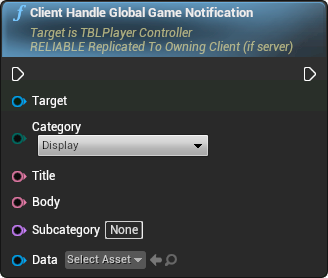 Client Handle Global Game Notification
Target is TBLPlayer Controller
RELIABLE Replicated To Owning Client (if server)
Target
Category
Display
Title
Body
Subcategory None
Data Select Asset